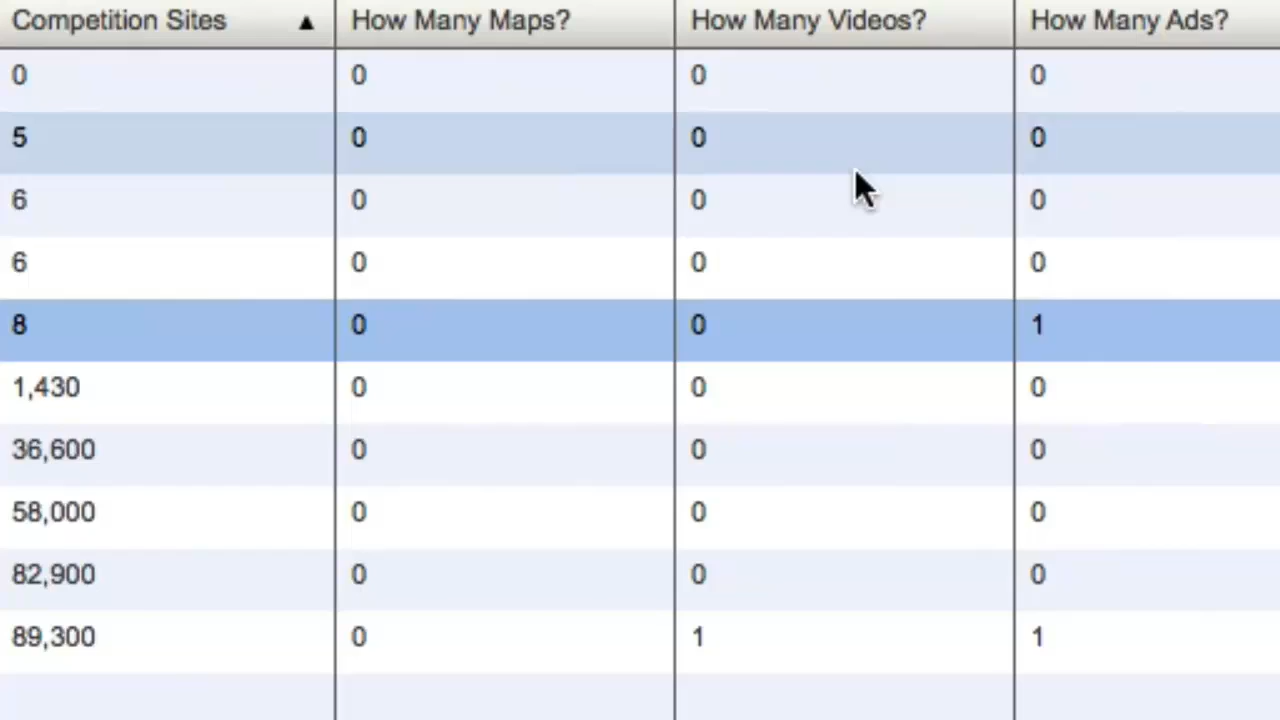 Competition Sites ▲ How Many Maps? How Many Videos? How Many Ads?
0 0 0 0
5 0 0 0
6 0 0 0
6 0 0 0
8 0 0 1
1,430 0 0 0
36,600 0 0 0
58,000 0 0 0
82,900 0 0 0
89,300 0 1 1